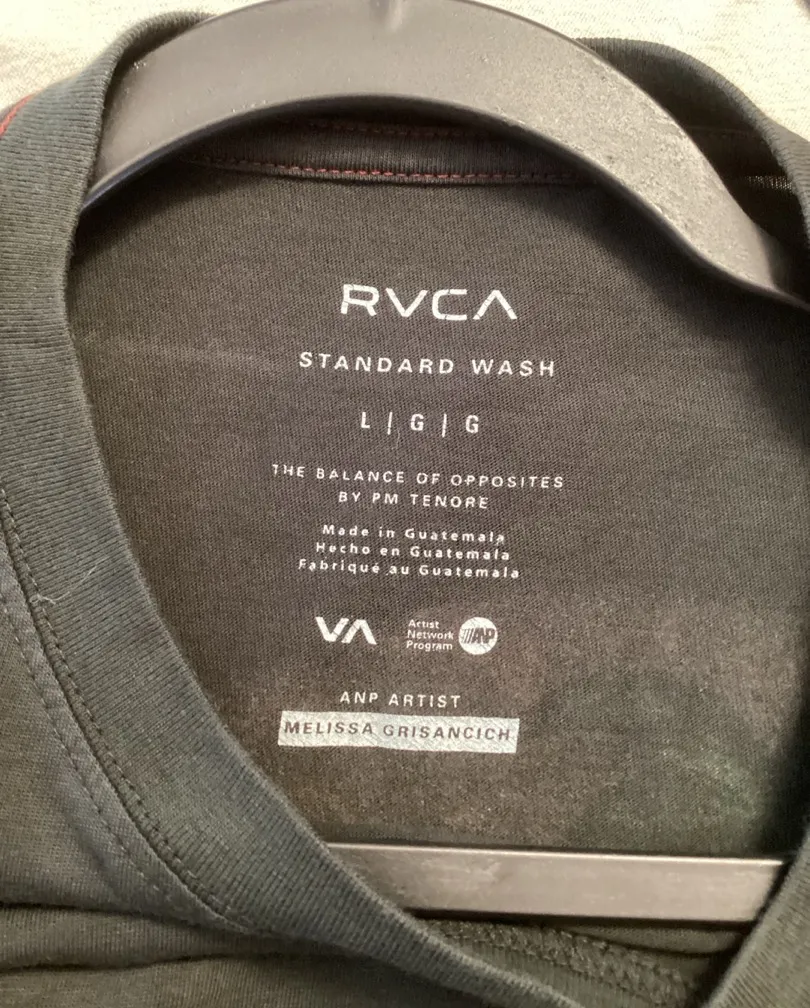 RVCA
STANDARD WASH
L | G | G
THE BALANCE OF OPPOSITES
BY PM TENORE
Made in Guatemala
Hecho en Guatemala
Fabriqué au Guatemala
VA
Artist
Network
Program
ANP
ANP ARTIST
MELISSA GRISANCICH